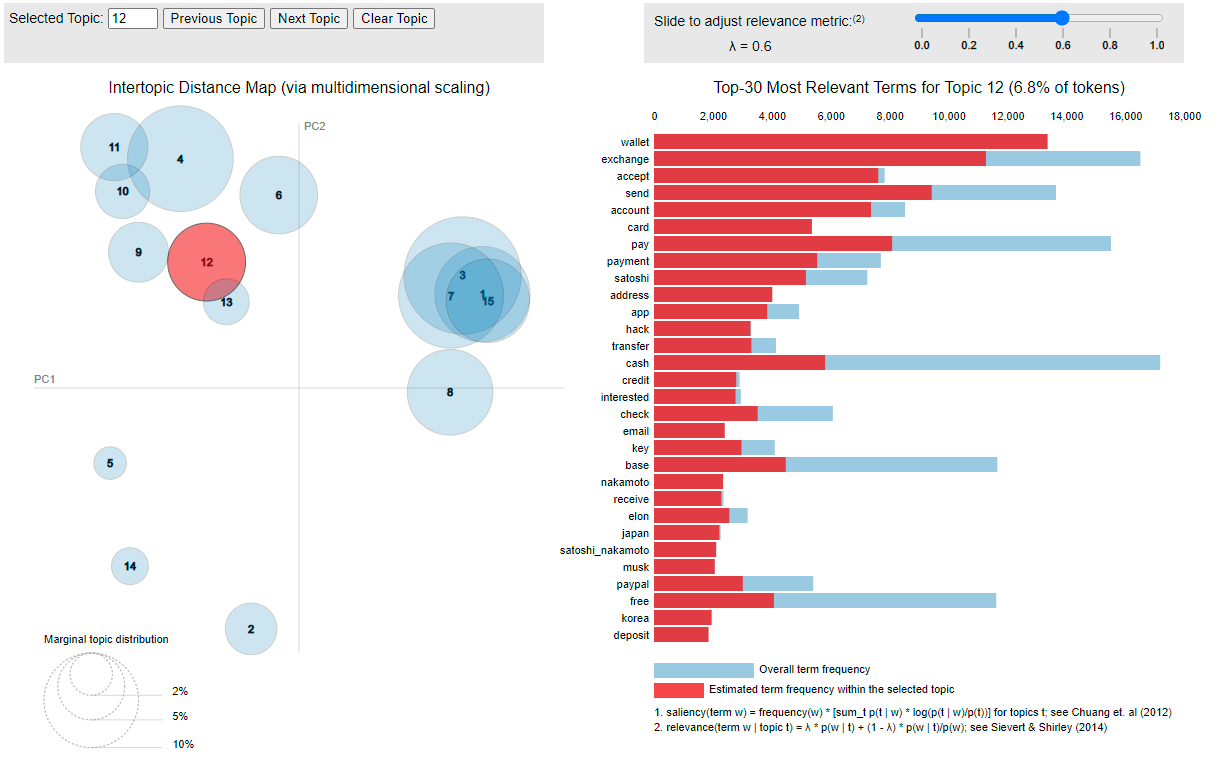 Selected Topic: 12 Previous Topic Next Topic Clear Topic
Slide to adjust relevance metric:(2)
λ = 0.6
0.0 0.2 0.4 0.6 0.8 1.0
Intertopic Distance Map (via multidimensional scaling)
PC2
PC1
11
4
10
6
9
12
13
3
7
1
15
8
5
14
2
Marginal topic distribution
2%
5%
10%
Top-30 Most Relevant Terms for Topic 12 (6.8% of tokens)
0 2,000 4,000 6,000 8,000 10,000 12,000 14,000 16,000 18,000
wallet
exchange
accept
send
account
card
pay
payment
satoshi
address
app
hack
transfer
cash
credit
interested
check
email
key
base
nakamoto
receive
elon
japan
satoshi_nakamoto
musk
paypal
free
korea
deposit
Overall term frequency
Estimated term frequency within the selected topic
1. saliency(term w) = frequency(w) * [sum_t p(t | w) * log(p(t | w)/p(t))] for topics t; see Chuang et. al (2012)
2. relevance(term w | topic t) = λ * p(w | t) + (1 - λ) * p(w | t)/p(w); see Sievert & Shirley (2014)